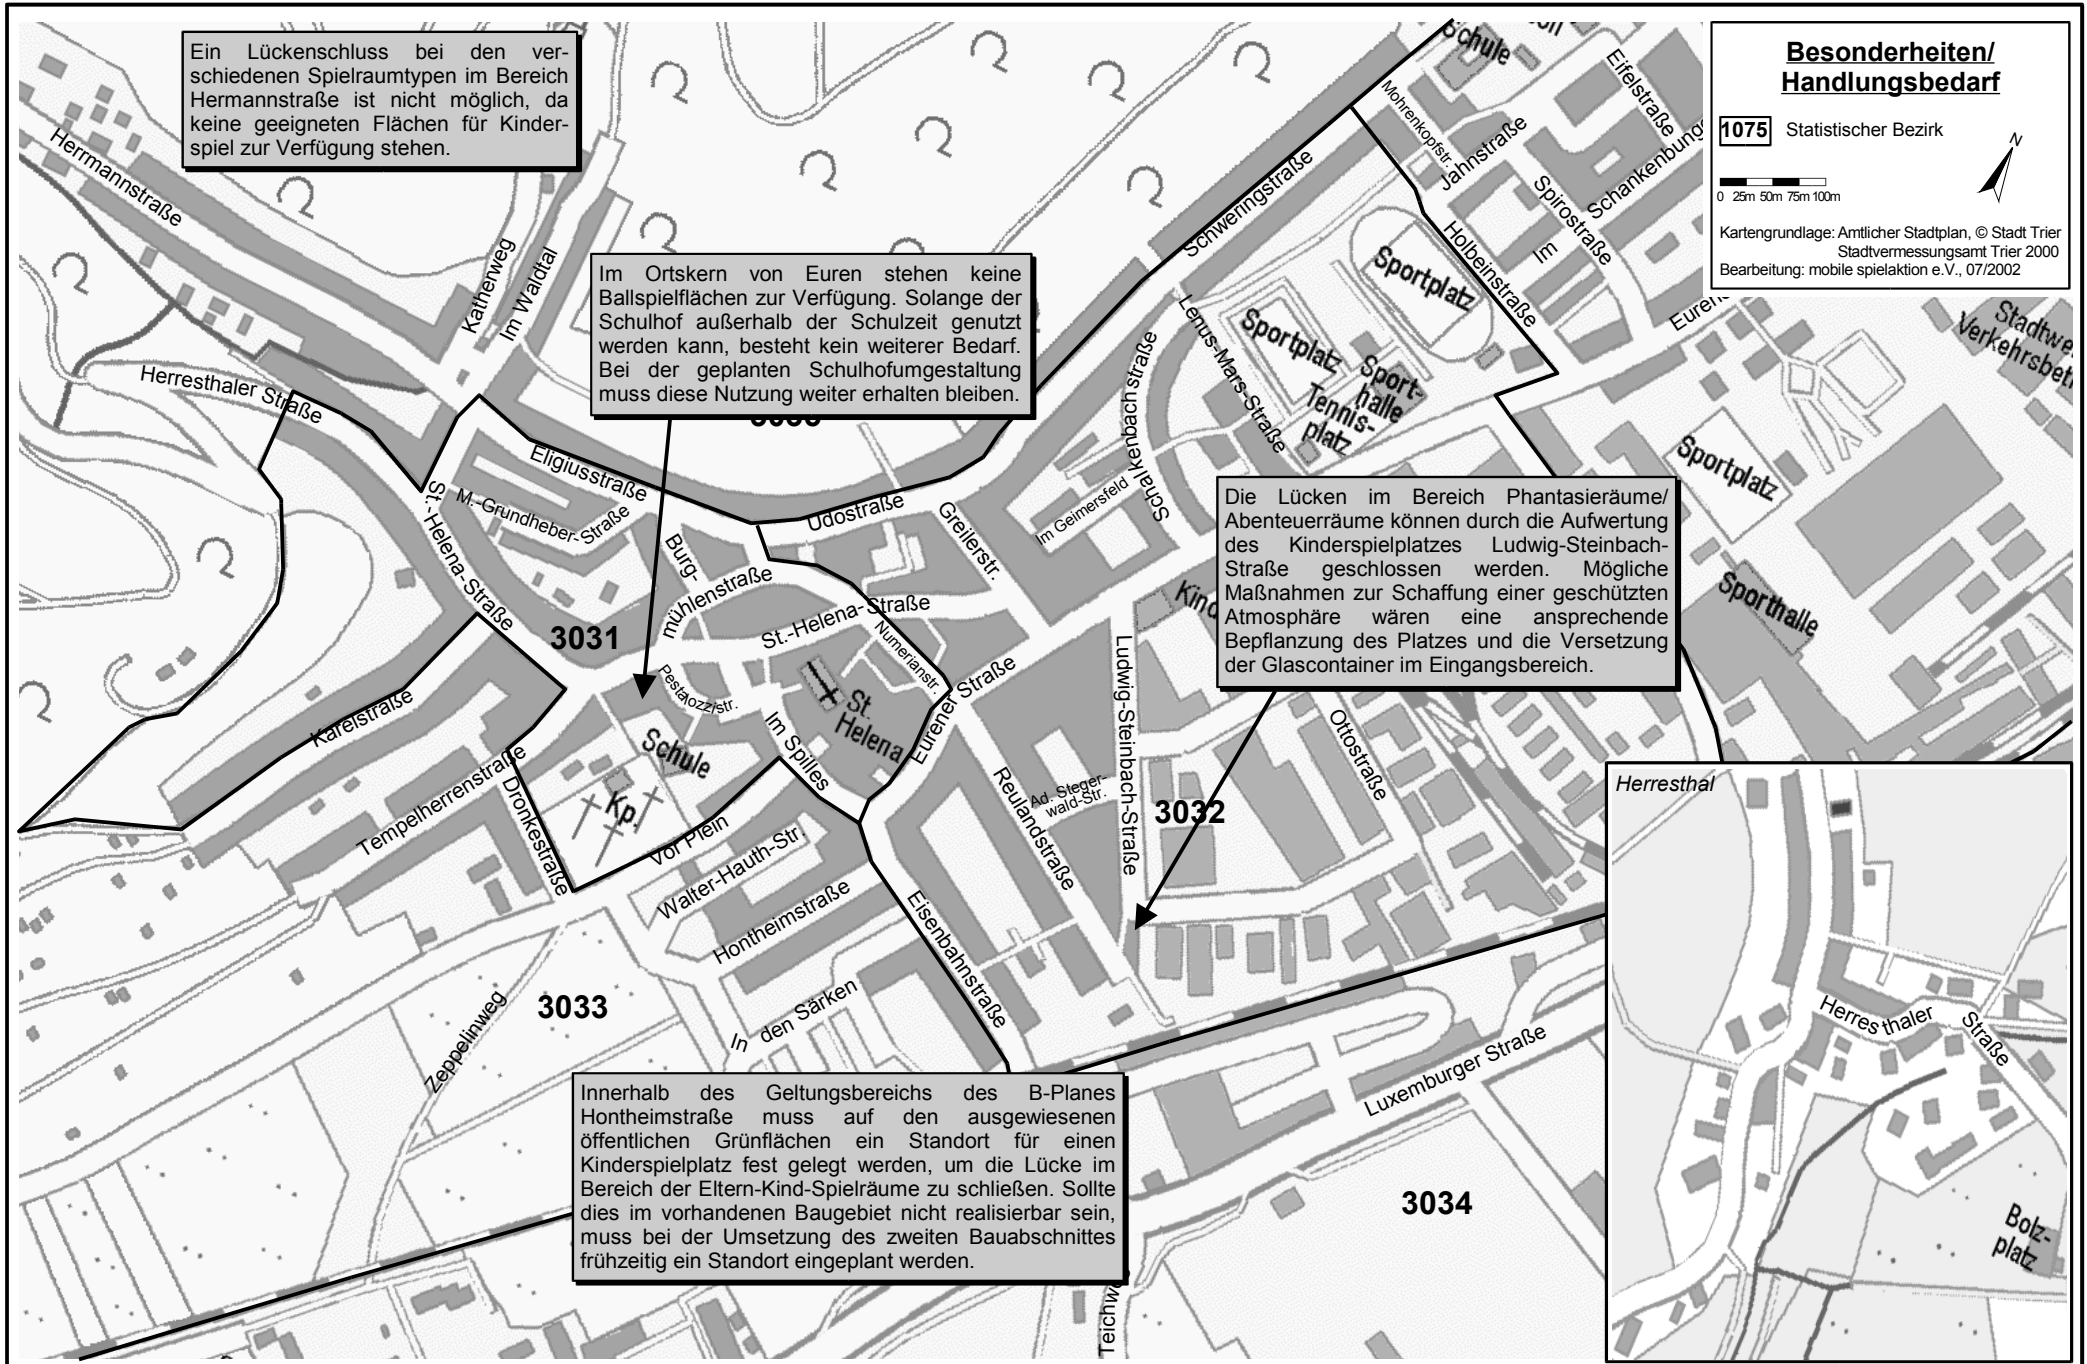 Ein Lückenschluss bei den ver-
schiedenen Spielraumtypen im Bereich
Hermannstraße ist nicht möglich, da
keine geeigneten Flächen für Kinder-
spiel zur Verfügung stehen.
Besonderheiten/
Handlungsbedarf
1075 Statistischer Bezirk
N
0 25m 50m 75m 100m
Kartengrundlage: Amtlicher Stadtplan, © Stadt Trier
Stadtvermessungsamt Trier 2000
Bearbeitung: mobile spielaktion e.V., 07/2002
Im Ortskern von Euren stehen keine
Ballspielflächen zur Verfügung. Solange der
Schulhof außerhalb der Schulzeit genutzt
werden kann, besteht kein weiterer Bedarf.
Bei der geplanten Schulhofumgestaltung
muss diese Nutzung weiter erhalten bleiben.
Die Lücken im Bereich Phantasieräume/
Abenteuerräume können durch die Aufwertung
des Kinderspielplatzes Ludwig-Steinbach-
Straße geschlossen werden. Mögliche
Maßnahmen zur Schaffung einer geschützten
Atmosphäre wären eine ansprechende
Bepflanzung des Platzes und die Versetzung
der Glascontainer im Eingangsbereich.
Innerhalb des Geltungsbereichs des B-Planes
Hontheimstraße muss auf den ausgewiesenen
öffentlichen Grünflächen ein Standort für einen
Kinderspielplatz fest gelegt werden, um die Lücke im
Bereich der Eltern-Kind-Spielräume zu schließen. Sollte
dies im vorhandenen Baugebiet nicht realisierbar sein,
muss bei der Umsetzung des zweiten Bauabschnittes
frühzeitig ein Standort eingeplant werden.
Hermannstraße
Katherweg
Im Waldtal
Herresthaler Straße
Eligiusstraße
M.-Grundheber-Straße
St.-Helena-Straße
Burg-
mühlenstraße
Udostraße
Greilerstr.
Schweringstraße
Schule
Mohrenkopfstr.
Jahnstraße
Eifelstraße
Spirostraße
Im
Schankenbung
Holbeinstraße
Sportplatz
Sportplatz
Sport-
halle
Tennis-
platz
Lenus-Mars-Straße
Schalkenbachstraße
Im Geimersfeld
Euren
Stadtwe
Verkehrsbet
Sportplatz
Sporthalle
Kind
3031
St.-Helena-Straße
Numerianstr.
Pestalozzistr.
Schule
Im Spilles
St.
Helena
Eurener Straße
Karelstraße
Tempelherrenstraße
Dronkestraße
Kp.
Vor Plein
Walter-Hauth-Str.
Hontheimstraße
Reulandstraße
Ad. Steger-
wald-Str.
Ludwig-Steinbach-Straße
3032
Ottostraße
Eisenbahnstraße
In den Särken
Zeppelinweg
3033
Luxemburger Straße
3034
Herresthal
Herresthaler
Straße
Bolz-
platz